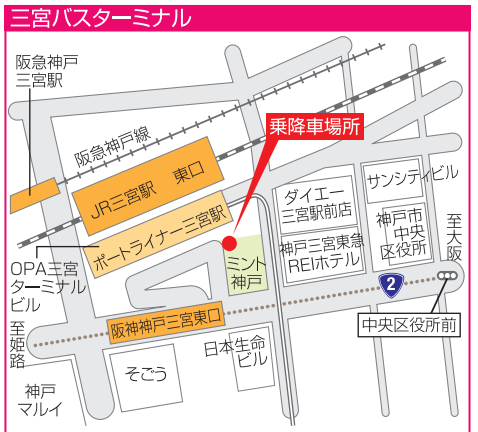 三宮バスターミナル
阪急神戸
三宮駅
阪急神戸線
乗降車場所
JR三宮駅 東口
ポートライナー三宮駅
ダイエー
三宮駅前店
サンシティビル
神戸市
中央
区役所
至大阪
神戸三宮東急
REIホテル
OPA三宮
ターミナル
ビル
ミント
神戸
2
至姫路
阪神神戸三宮東口
中央区役所前
日本生命
ビル
そごう
神戸
マルイ